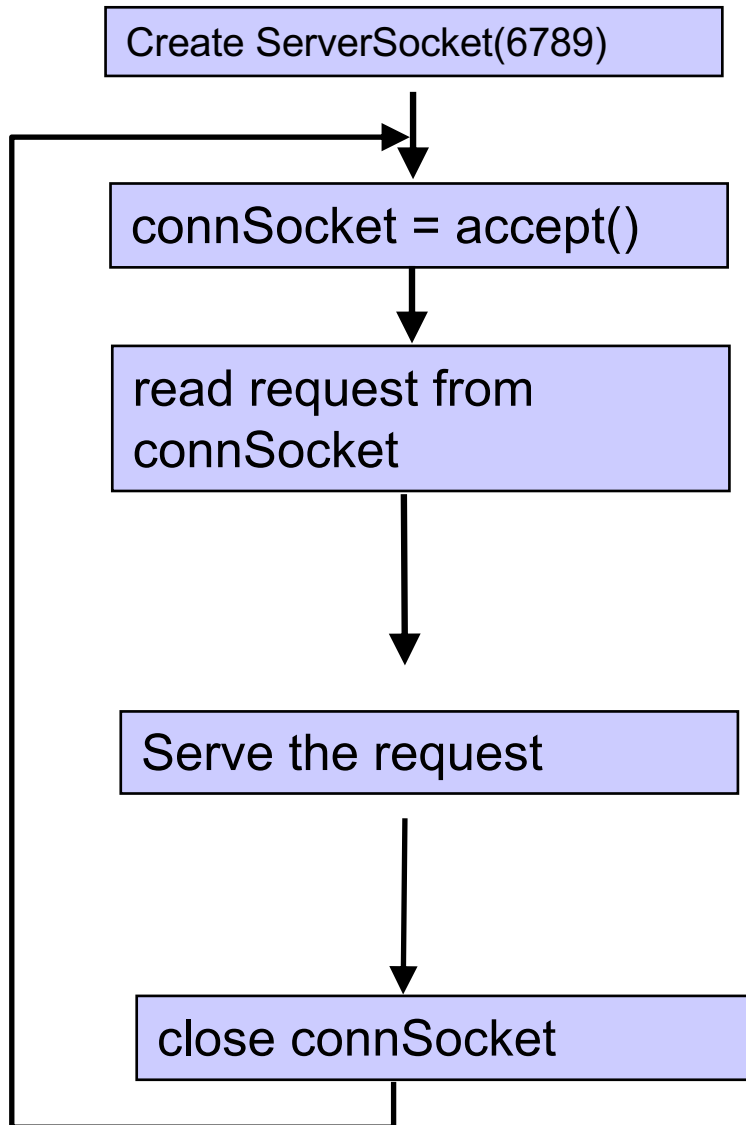 Create ServerSocket(6789)
connSocket = accept()
read request from
connSocket
Serve the request
close connSocket